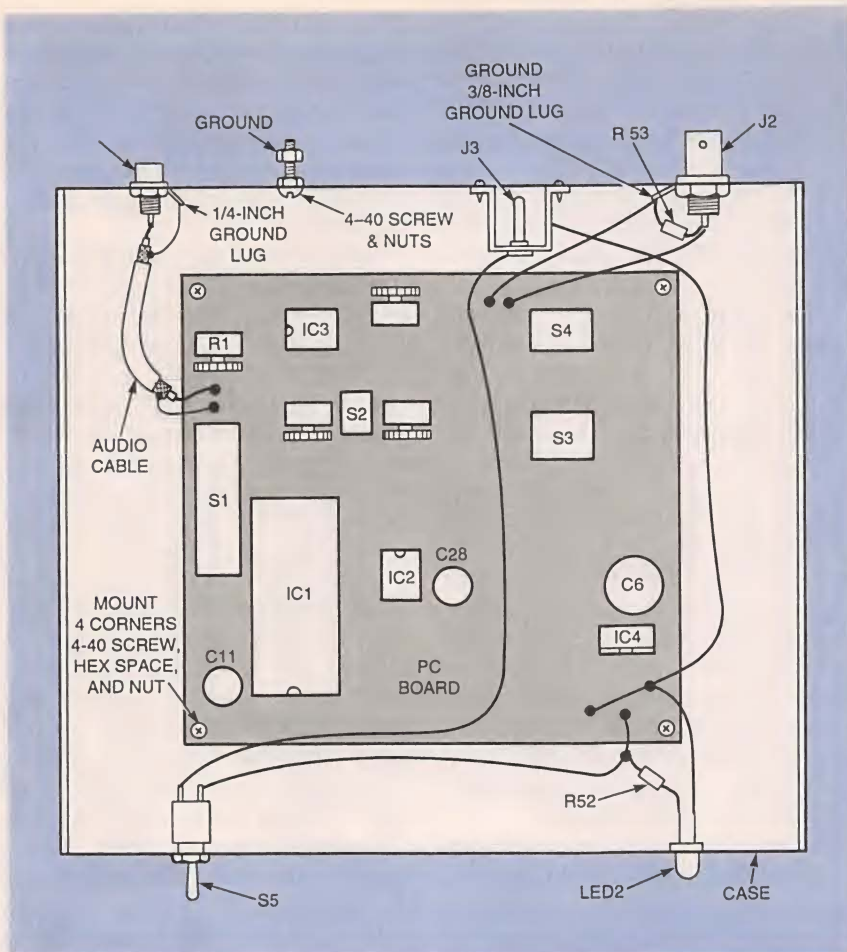 GROUND
3/8-INCH
GROUND LUG
GROUND
R 53
J2
J3
1/4-INCH
GROUND
LUG
4-40 SCREW
& NUTS
R1
IC3
S4
S2
S3
AUDIO
CABLE
S1
IC1
IC2
C28
C6
IC4
MOUNT
4 CORNERS
4-40 SCREW,
HEX SPACE,
AND NUT
C11
PC
BOARD
R52
S5
LED2
CASE